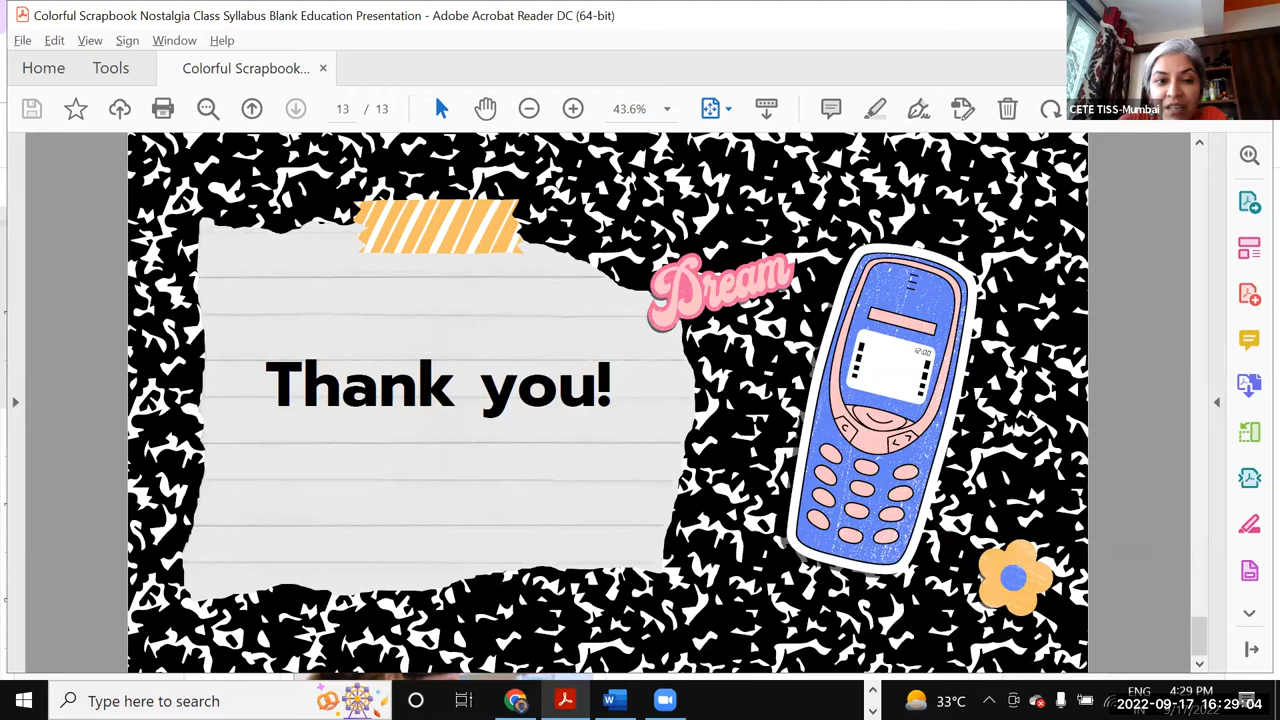 Colorful Scrapbook Nostalgia Class Syllabus Blank Education Presentation - Adobe Acrobat Reader DC (64-bit)
File Edit View Sign Window Help
Home Tools Colorful Scrapbook... ×
13 / 13 43.6%
CETE TISS-Mumbai
Dream
12:00
Thank you!
C
Type here to search
33°C
ENG 4:29 PM
IN
2022-09-17 16:29:04